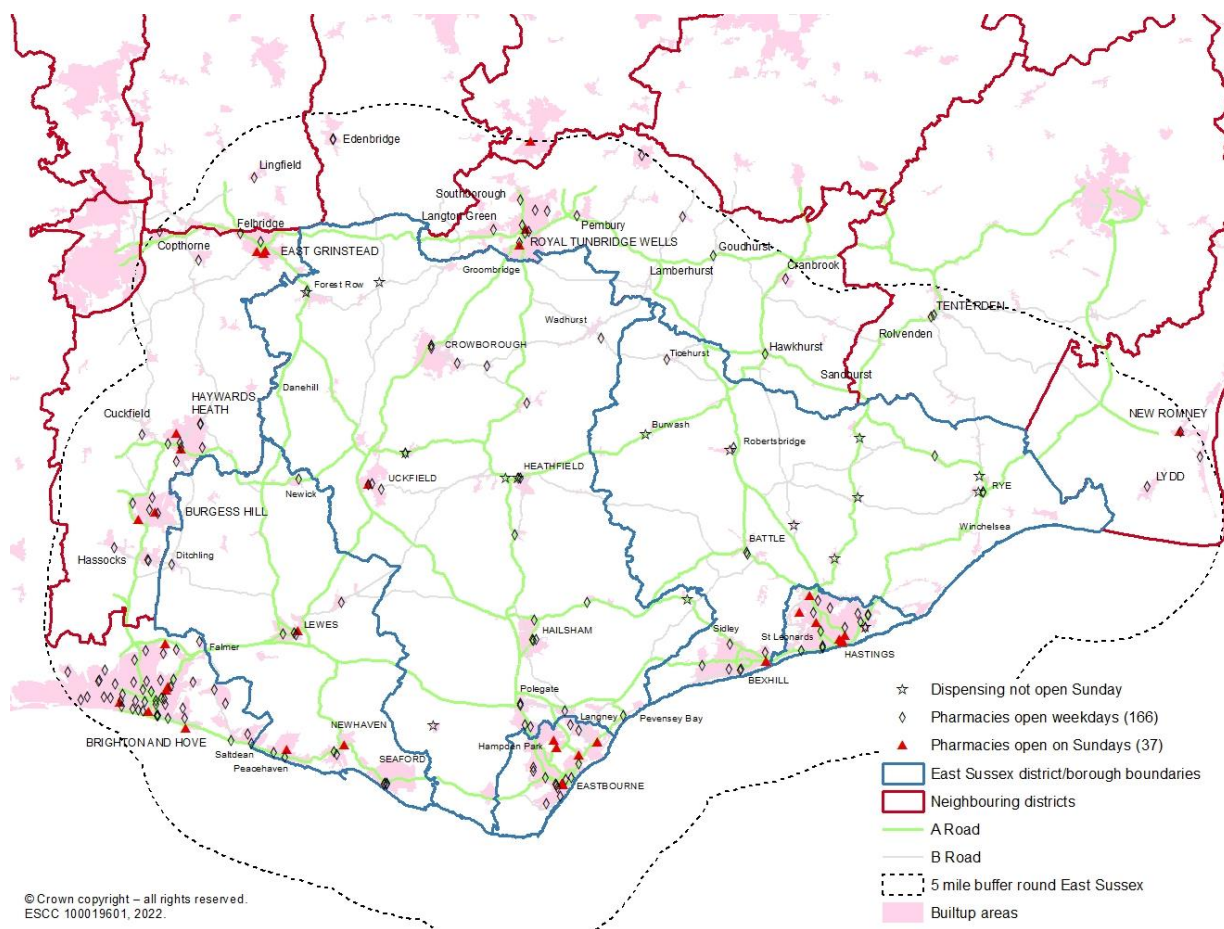 Edenbridge
Lingfield
Southborough
Langton Green
Pembury
Felbridge
Copthorne
EAST GRINSTEAD
ROYAL TUNBRIDGE WELLS
Goudhurst
Groombridge
Lamberhurst
Cranbrook
Forest Row
TENTERDEN
Wadhurst
Rolvenden
CROWBOROUGH
Ticehurst
Hawkhurst
Sandhurst
Danehill
HAYWARDS
HEATH
Cuckfield
NEW ROMNEY
Burwash
Robertsbridge
HEATHFIELD
UCKFIELD
LYDD
Newick
RYE
BURGESS HILL
Winchelsea
Hassocks
Ditchling
BATTLE
LEWES
Sidley
St Leonards
HAILSHAM
Falmer
HASTINGS
BEXHILL
Polegate
Langney
Pevensey Bay
NEWHAVEN
Hampden Park
BRIGHTON AND HOVE
Saltdean
SEAFORD
Peacehaven
EASTBOURNE
Dispensing not open Sunday
Pharmacies open weekdays (166)
Pharmacies open on Sundays (37)
East Sussex district/borough boundaries
Neighbouring districts
A Road
B Road
5 mile buffer round East Sussex
Builtup areas
© Crown copyright – all rights reserved.
ESCC 100019601, 2022.